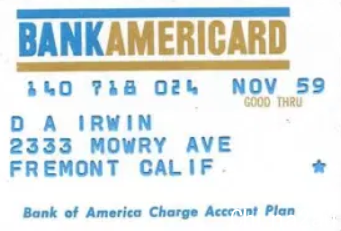 BANKAMERICARD
140 718 024 NOV 59
GOOD THRU
D A IRWIN
2333 MOWRY AVE
FREMONT CALIF
Bank of America Charge Account Plan